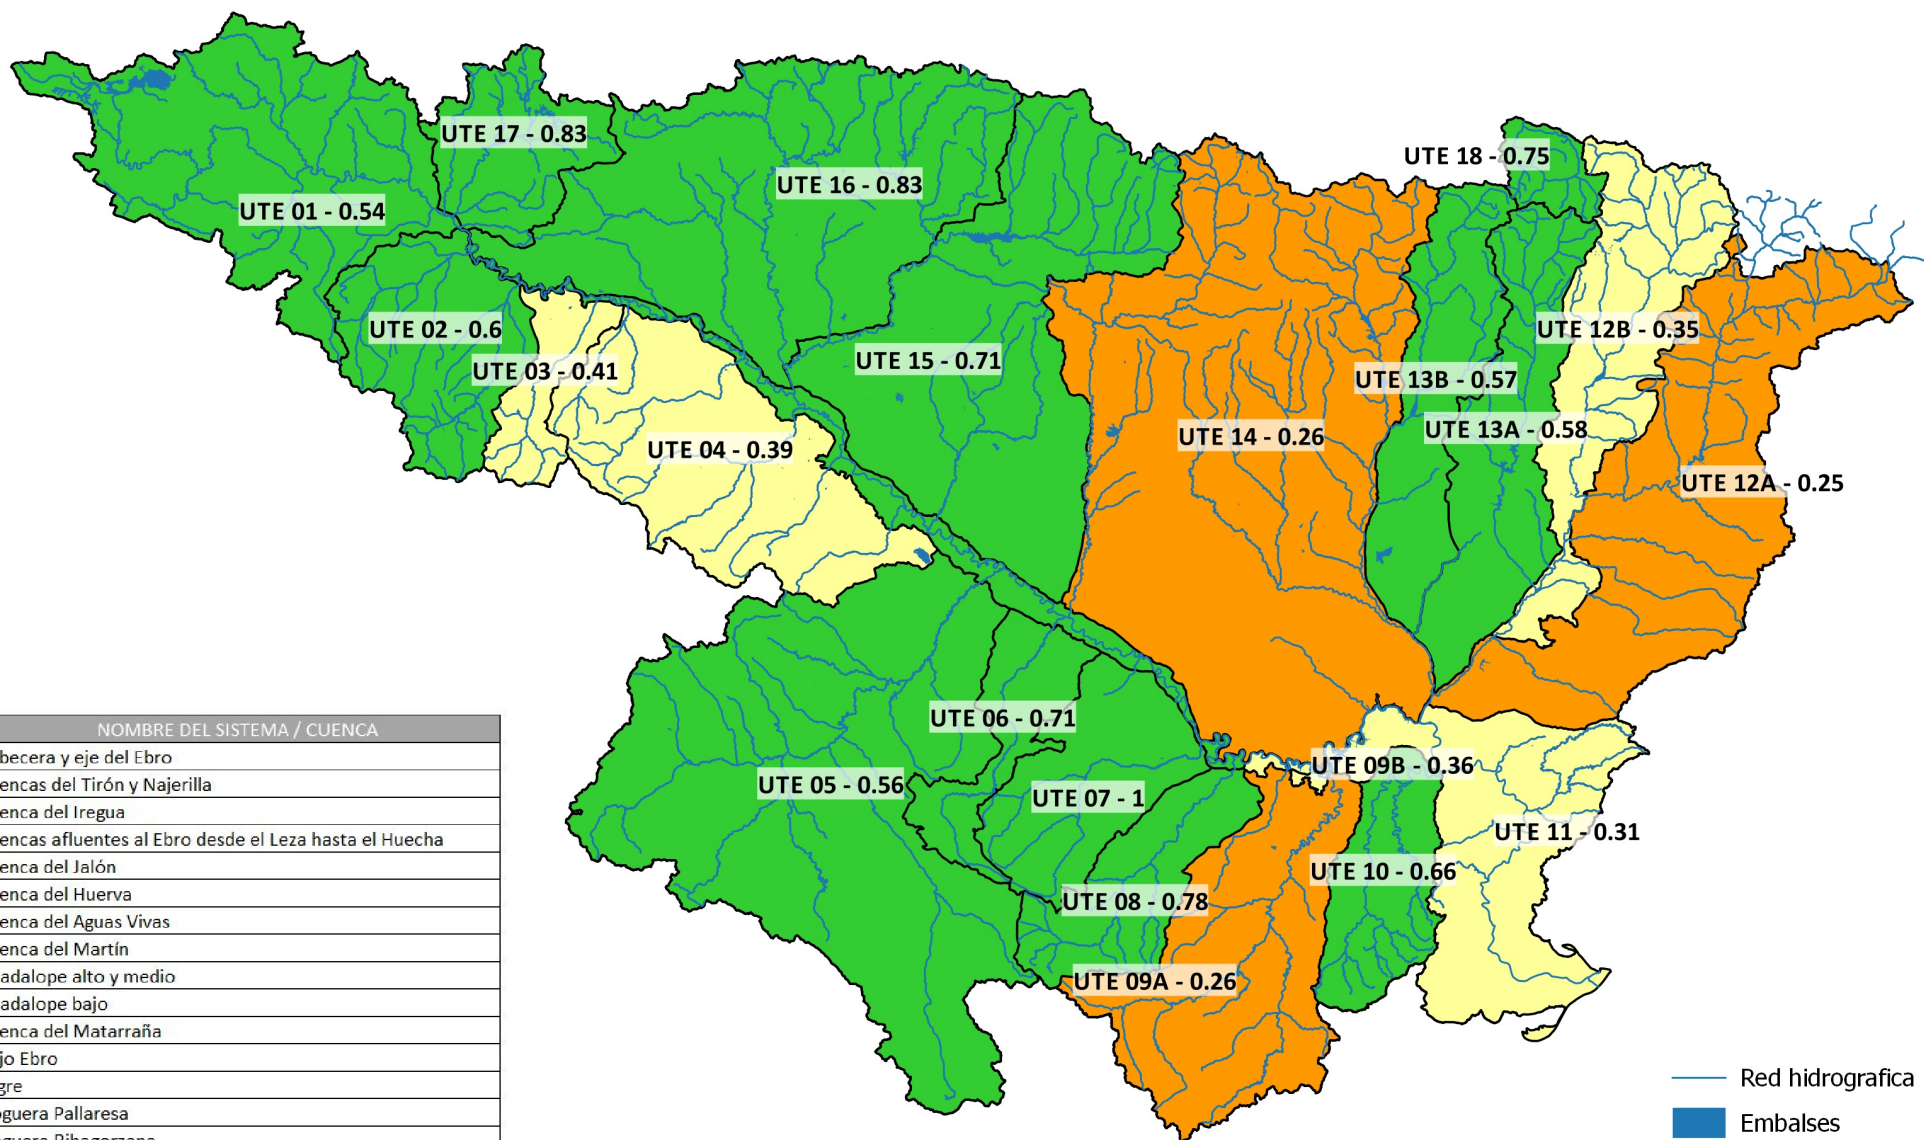 UTE 17 - 0.83
UTE 18 - 0.75
UTE 16 - 0.83
UTE 01 - 0.54
UTE 02 - 0.6
UTE 12B - 0.35
UTE 03 - 0.41
UTE 15 - 0.71
UTE 13B - 0.57
UTE 13A - 0.58
UTE 14 - 0.26
UTE 04 - 0.39
UTE 12A - 0.25
UTE 06 - 0.71
UTE 09B - 0.36
UTE 05 - 0.56
UTE 07 - 1
UTE 11 - 0.31
UTE 10 - 0.66
UTE 08 - 0.78
UTE 09A - 0.26
NOMBRE DEL SISTEMA / CUENCA
becera y eje del Ebro
encas del Tirón y Najerilla
enca del Iregua
encas afluentes al Ebro desde el Leza hasta el Huecha
enca del Jalón
enca del Huerva
enca del Aguas Vivas
enca del Martín
adalope alto y medio
adalope bajo
enca del Matarraña
jo Ebro
gre
oguera Pallaresa
Red hidrografica
Embalses